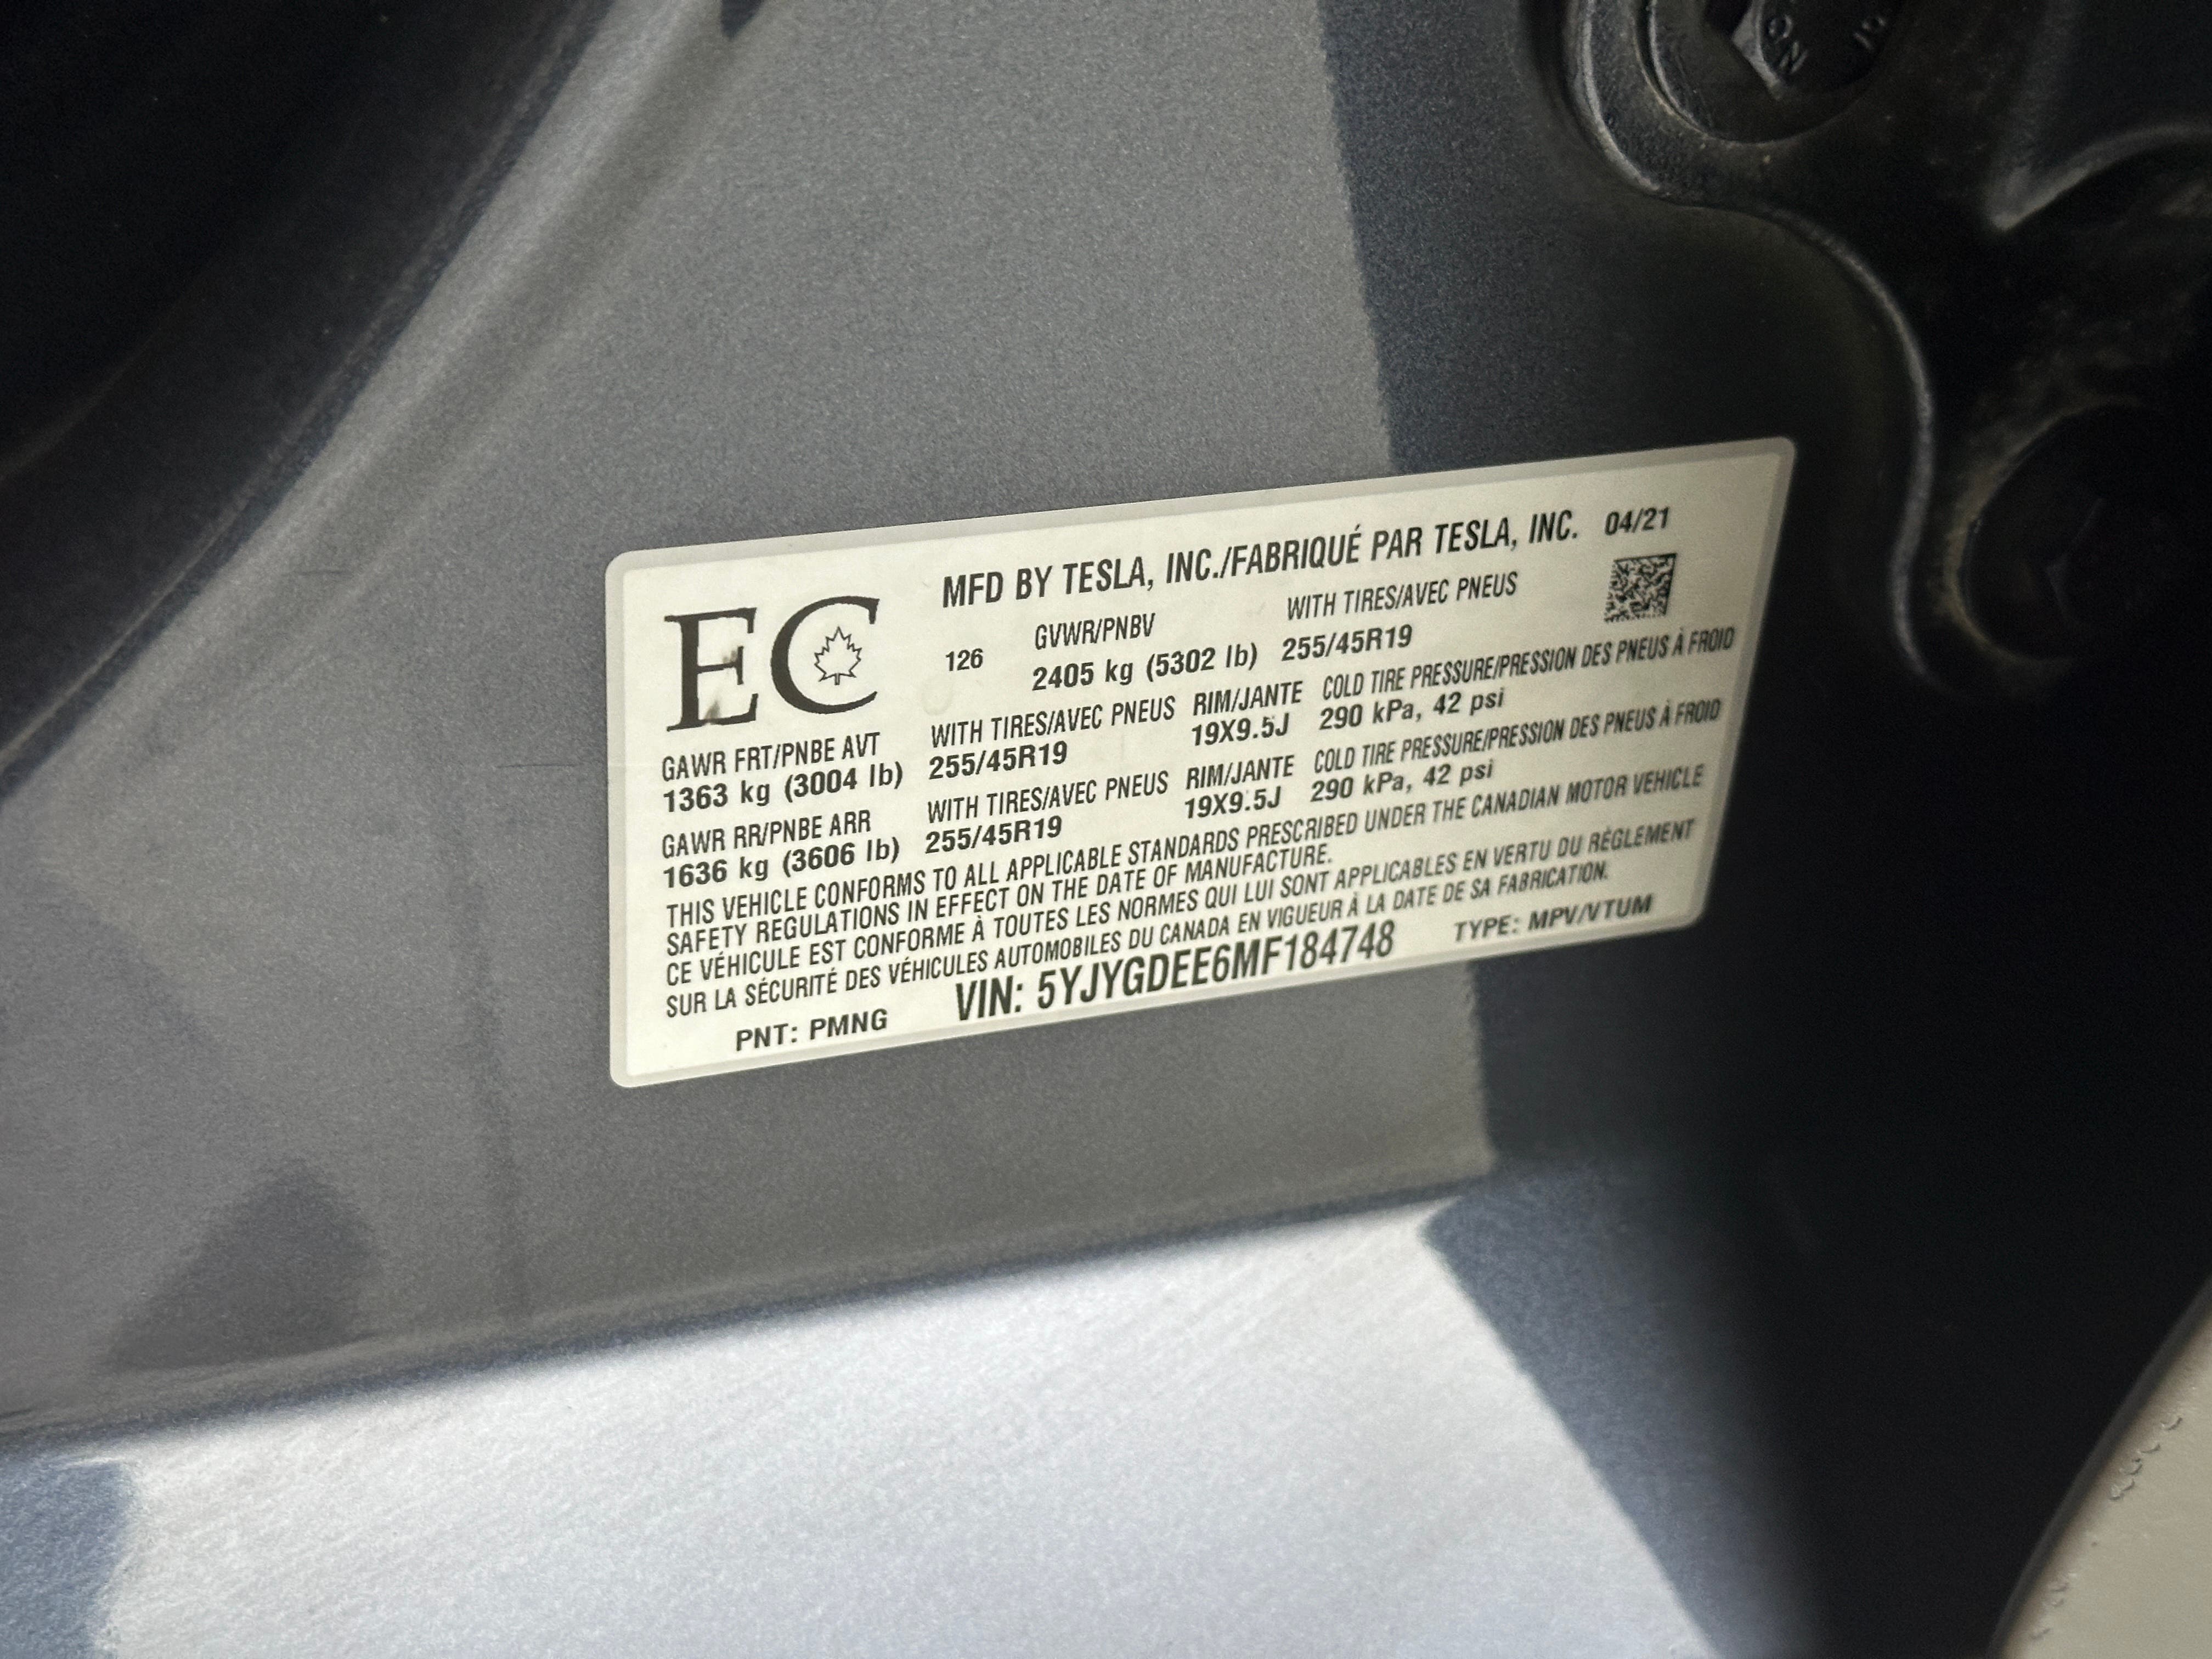 ON 10
MFD BY TESLA, INC./FABRIQUÉ PAR TESLA, INC. 04/21
EC 126 GVWR/PNBV WITH TIRES/AVEC PNEUS
2405 kg (5302 lb) 255/45R19
GAWR FRT/PNBE AVT WITH TIRES/AVEC PNEUS RIM/JANTE COLD TIRE PRESSURE/PRESSION DES PNEUS À FROID
1363 kg (3004 lb) 255/45R19 19X9.5J 290 kPa, 42 psi
GAWR RR/PNBE ARR WITH TIRES/AVEC PNEUS RIM/JANTE COLD TIRE PRESSURE/PRESSION DES PNEUS À FROID
1636 kg (3606 lb) 255/45R19 19X9.5J 290 kPa, 42 psi
THIS VEHICLE CONFORMS TO ALL APPLICABLE STANDARDS PRESCRIBED UNDER THE CANADIAN MOTOR VEHICLE
SAFETY REGULATIONS IN EFFECT ON THE DATE OF MANUFACTURE.
CE VÉHICULE EST CONFORME À TOUTES LES NORMES QUI LUI SONT APPLICABLES EN VERTU DU RÈGLEMENT
SUR LA SÉCURITÉ DES VÉHICULES AUTOMOBILES DU CANADA EN VIGUEUR À LA DATE DE SA FABRICATION.
PNT: PMNG VIN: 5YJYGDEE6MF184748 TYPE: MPV/VTUM